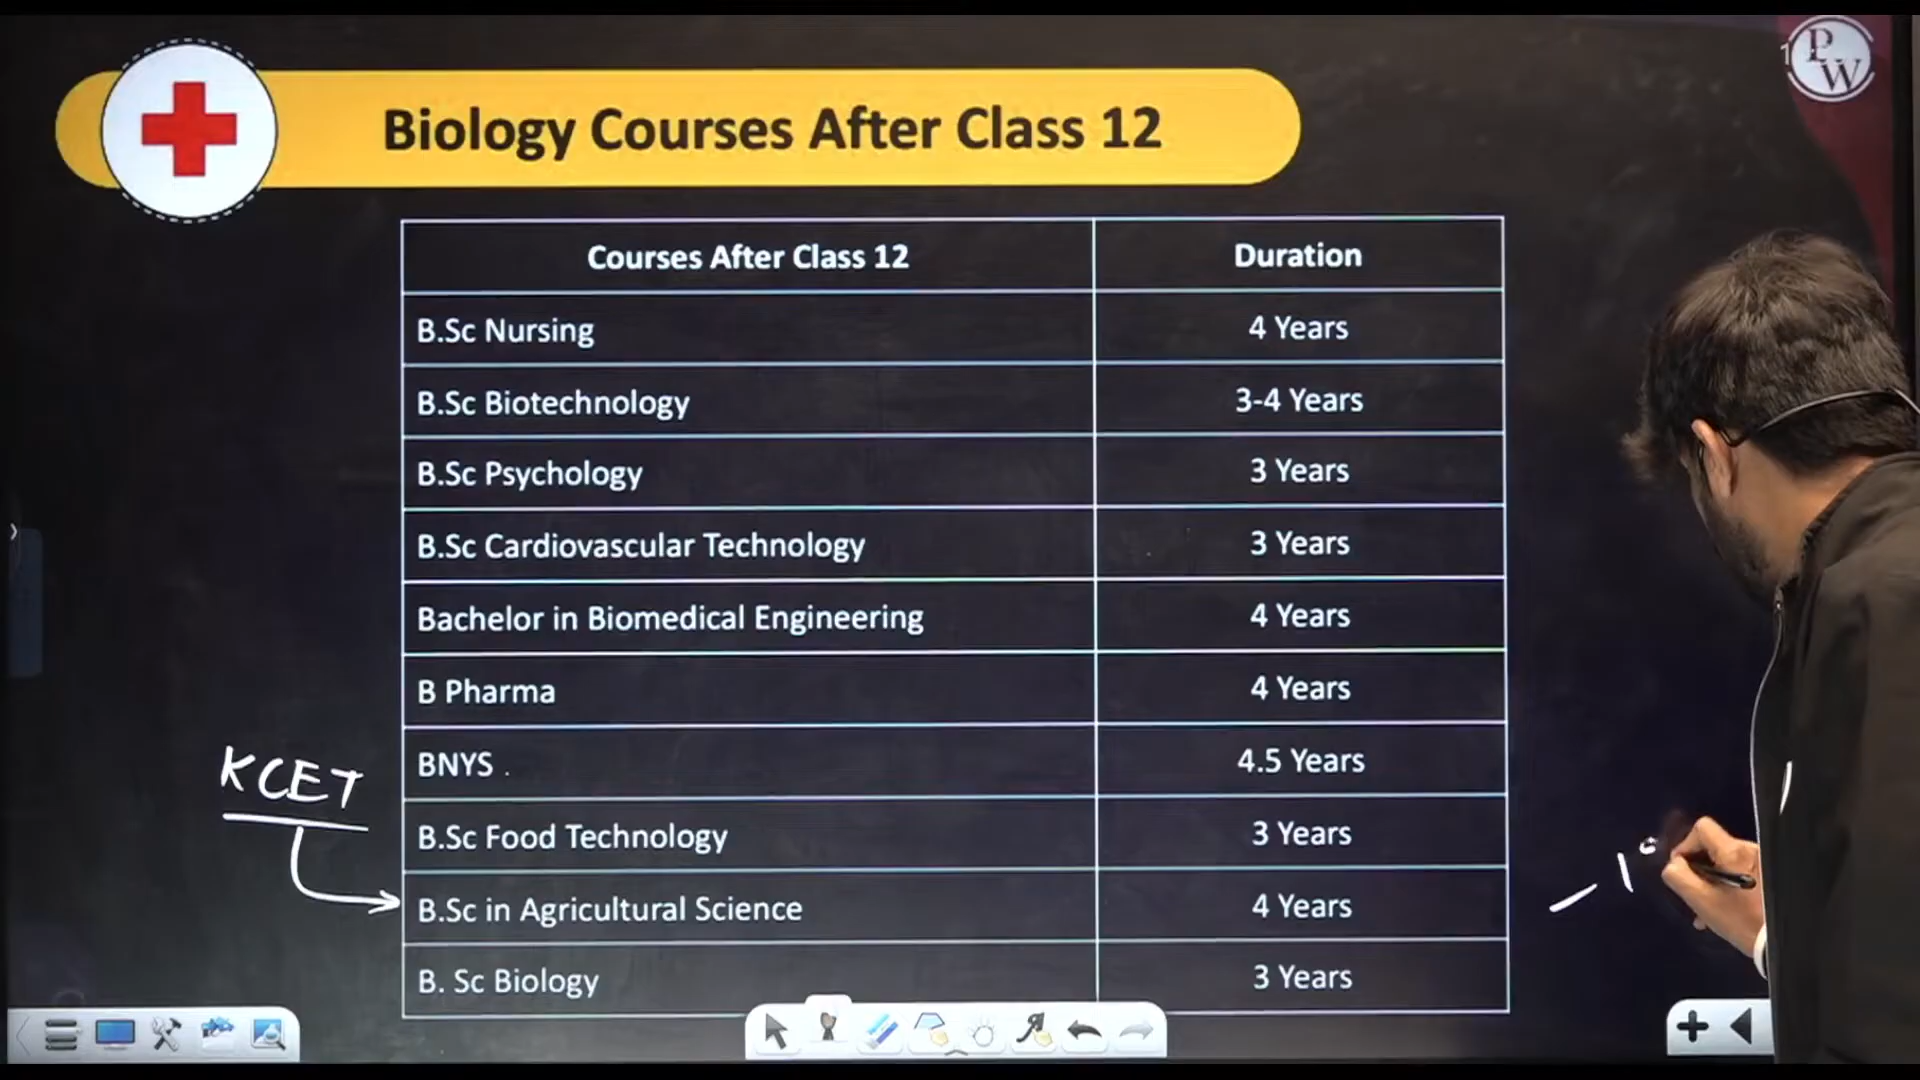 PW
Biology Courses After Class 12
Courses After Class 12 Duration
B.Sc Nursing 4 Years
B.Sc Biotechnology 3-4 Years
B.Sc Psychology 3 Years
B.Sc Cardiovascular Technology 3 Years
Bachelor in Biomedical Engineering 4 Years
B Pharma 4 Years
BNYS . 4.5 Years
KCET
B.Sc Food Technology 3 Years
B.Sc in Agricultural Science 4 Years
B. Sc Biology 3 Years